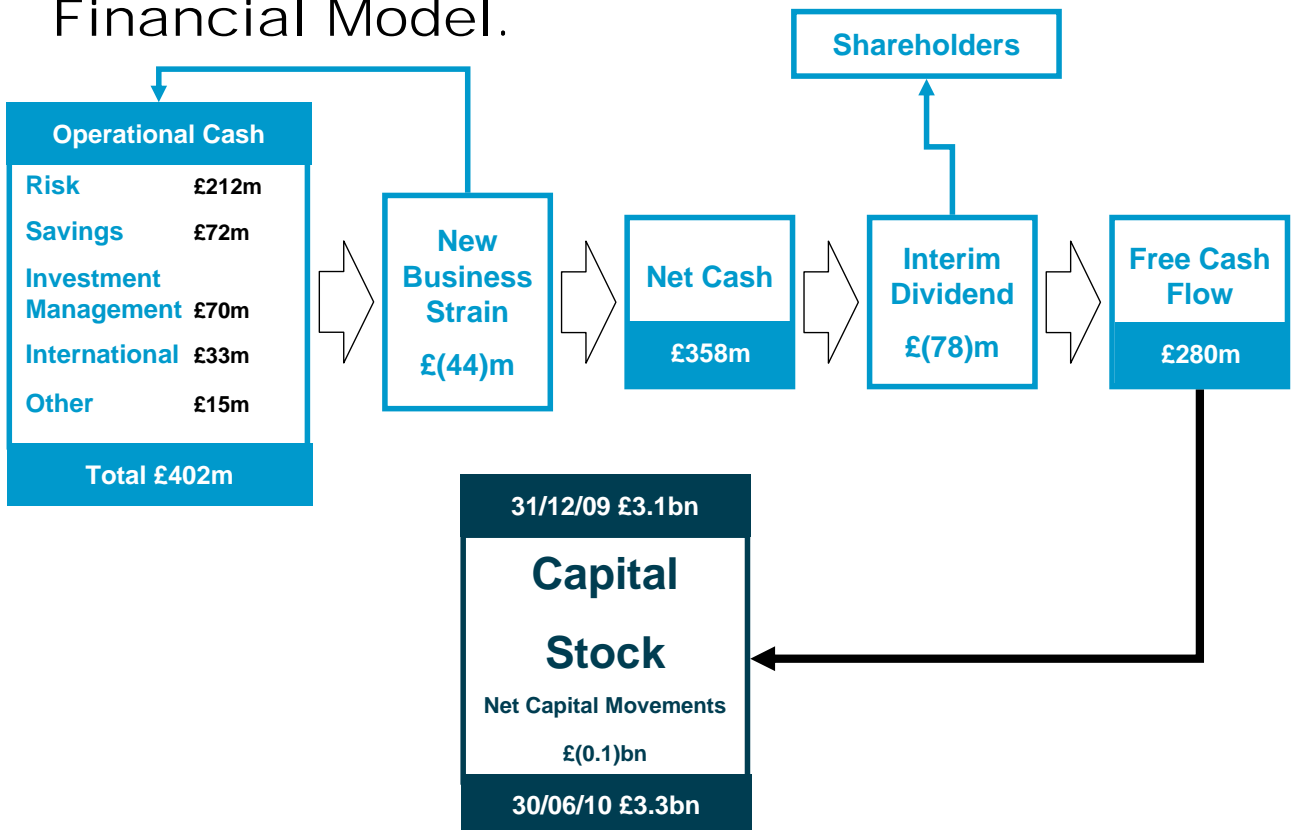 Financial Model.
Shareholders
Operational Cash
Risk £212m
Savings £72m
Investment
Management £70m
International £33m
Other £15m
Total £402m
New
Business
Strain
£(44)m
Net Cash
£358m
Interim
Dividend
£(78)m
Free Cash
Flow
£280m
31/12/09 £3.1bn
Capital
Stock
Net Capital Movements
£(0.1)bn
30/06/10 £3.3bn